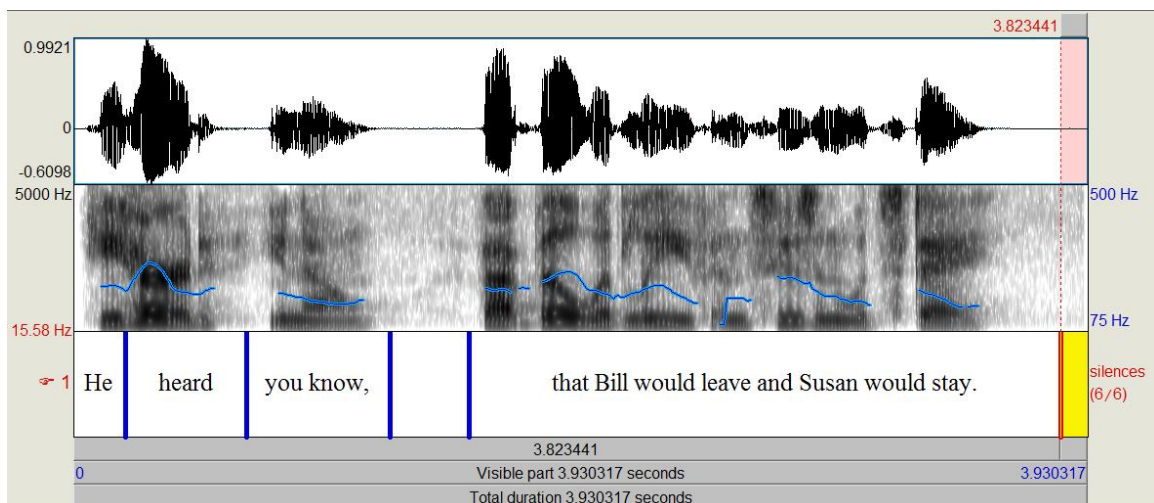 3.823441
0.9921
0
-0.6098
5000 Hz 500 Hz
15.58 Hz 75 Hz
☞ 1 He heard you know, that Bill would leave and Susan would stay. silences
(6/6)
3.823441
0 Visible part 3.930317 seconds 3.930317
Total duration 3.930317 seconds